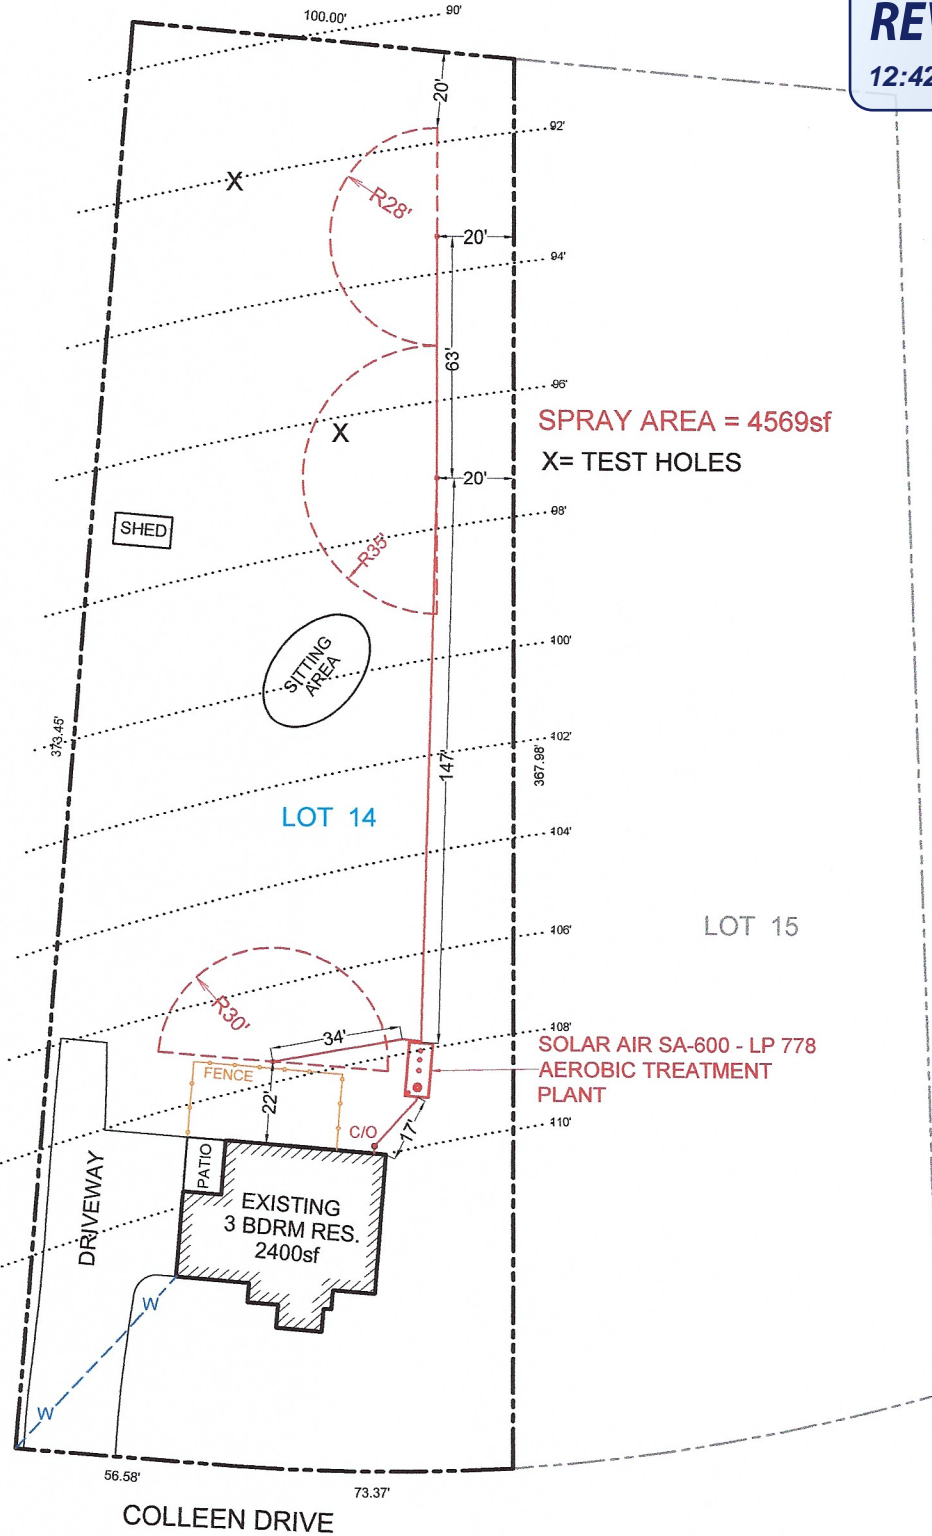 100.00'
90'
REV
12:42
20'
92'
X
R28'
20'
94'
63'
96'
SPRAY AREA = 4569sf
X
X= TEST HOLES
20'
98'
SHED
R35'
100'
SITTING
AREA
373.45'
102'
147'
367.98'
LOT 14
104'
LOT 15
106'
R30'
108'
34'
SOLAR AIR SA-600 - LP 778
AEROBIC TREATMENT
PLANT
FENCE
22'
110'
C/O
17'
PATIO
DRIVEWAY
EXISTING
3 BDRM RES.
2400sf
W
W
56.58'
73.37'
COLLEEN DRIVE